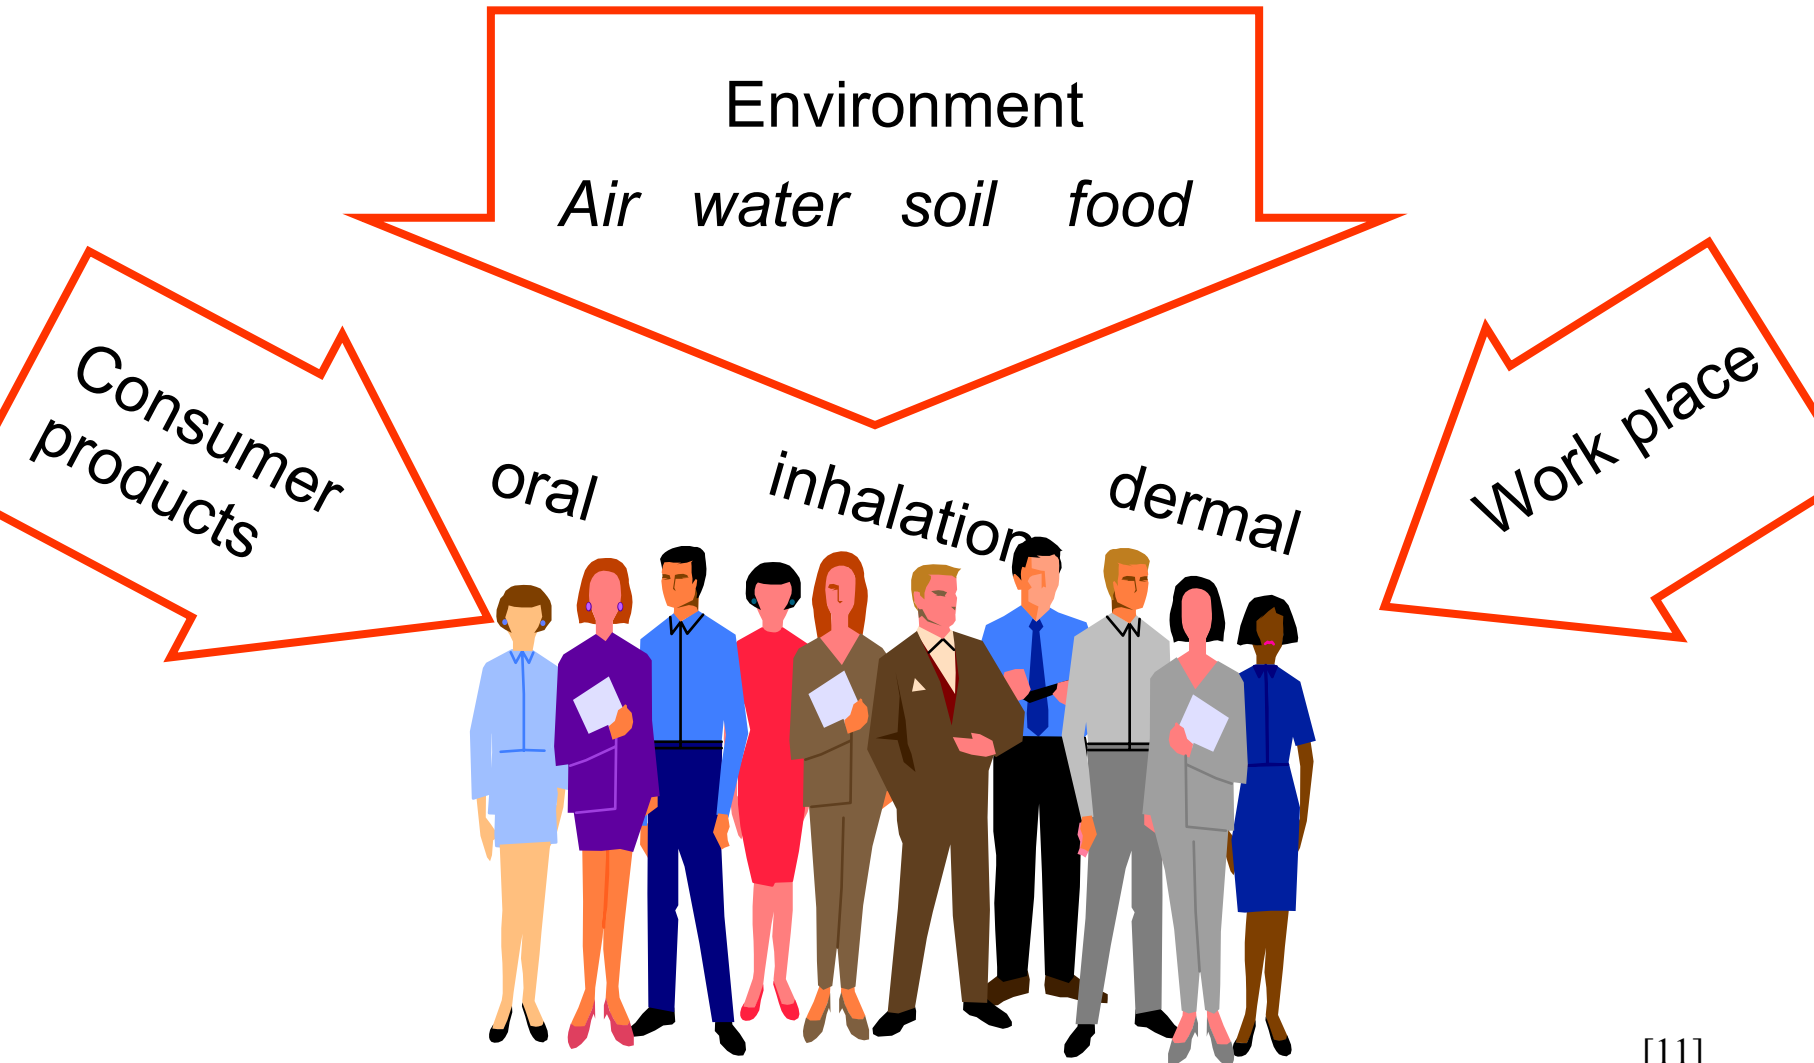 Environment
Air water soil food
Consumer
products
oral inhalation dermal
Work place
[11]